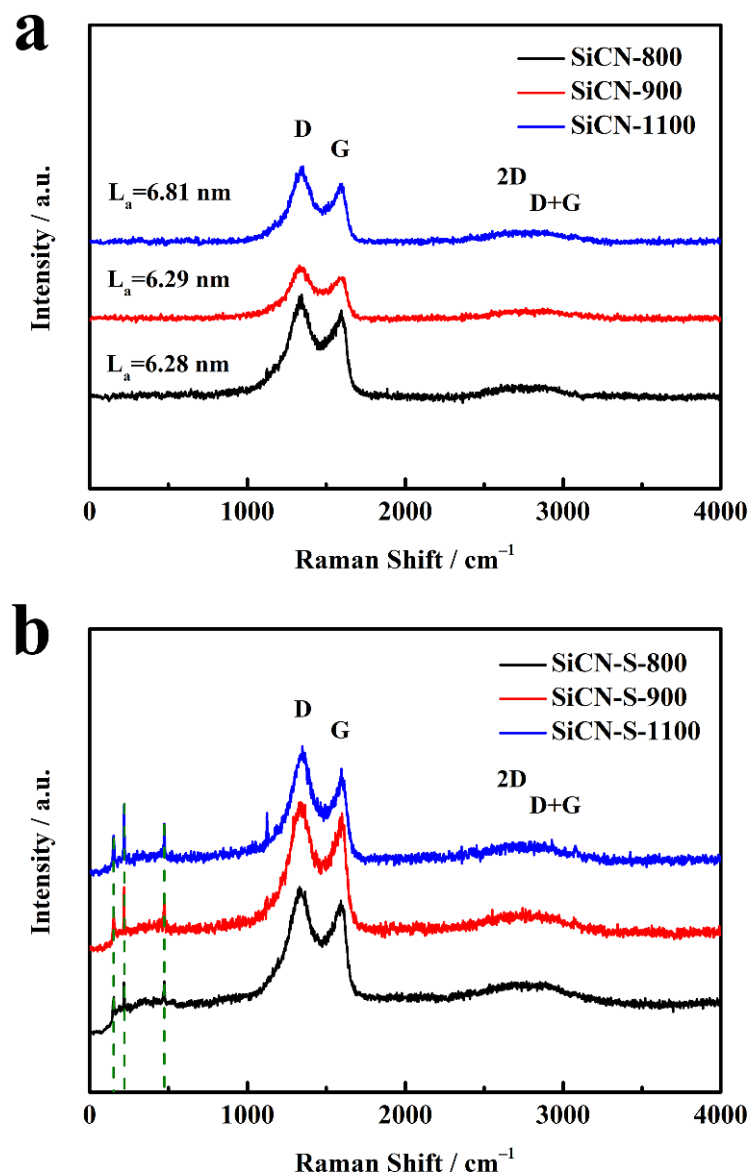 a
SiCN-800
SiCN-900
SiCN-1100
D
G
2D
D+G
Lₐ=6.81 nm
Lₐ=6.29 nm
Lₐ=6.28 nm
Intensity / a.u.
0 1000 2000 3000 4000
Raman Shift / cm⁻¹
b
SiCN-S-800
SiCN-S-900
SiCN-S-1100
D
G
2D
D+G
Intensity / a.u.
0 1000 2000 3000 4000
Raman Shift / cm⁻¹